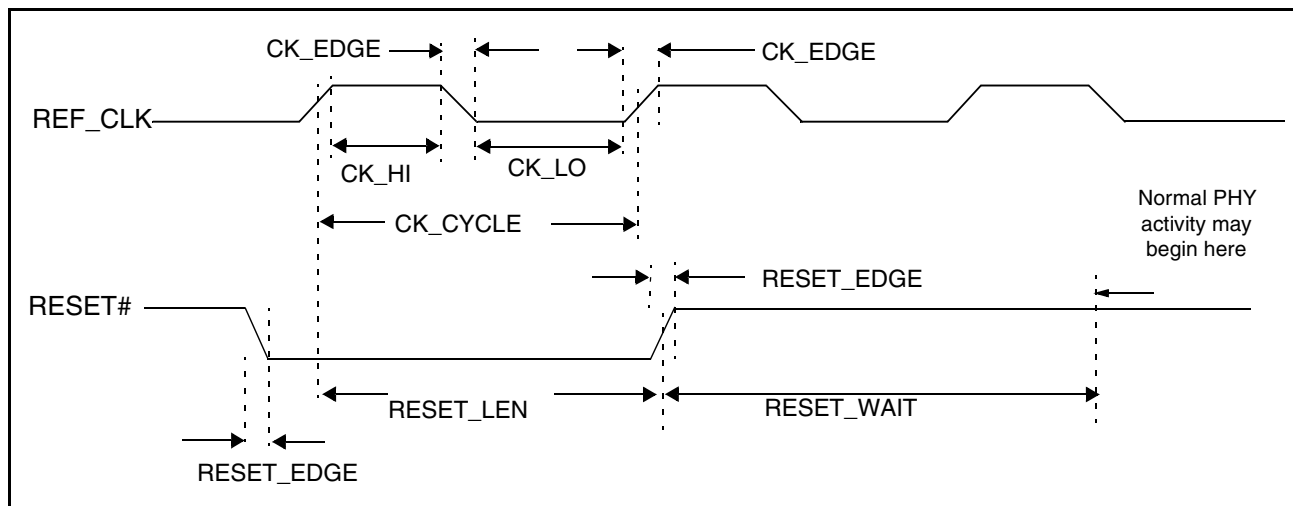 CK_EDGE
CK_EDGE
REF_CLK
CK_HI
CK_LO
CK_CYCLE
Normal PHY
activity may
begin here
RESET_EDGE
RESET#
RESET_LEN
RESET_WAIT
RESET_EDGE